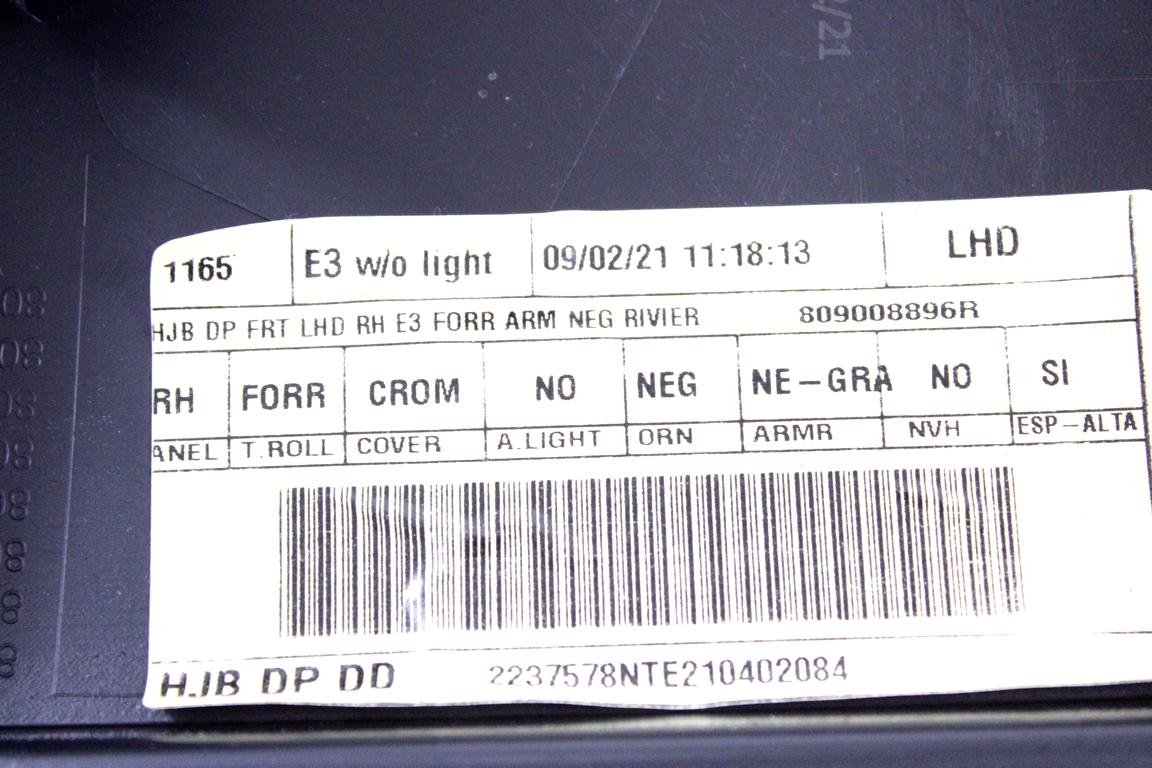 /21
1165 E3 w/o light 09/02/21 11:18:13 LHD
HJB DP FRT LHD RH E3 FORR ARM NEG RIVIER 809008896R
RH FORR CROM NO NEG NE-GRA NO SI
ANEL T.ROLL COVER A.LIGHT ORN ARMR NVH ESP-ALTA
HJB DP DD 2237578NTE210402084